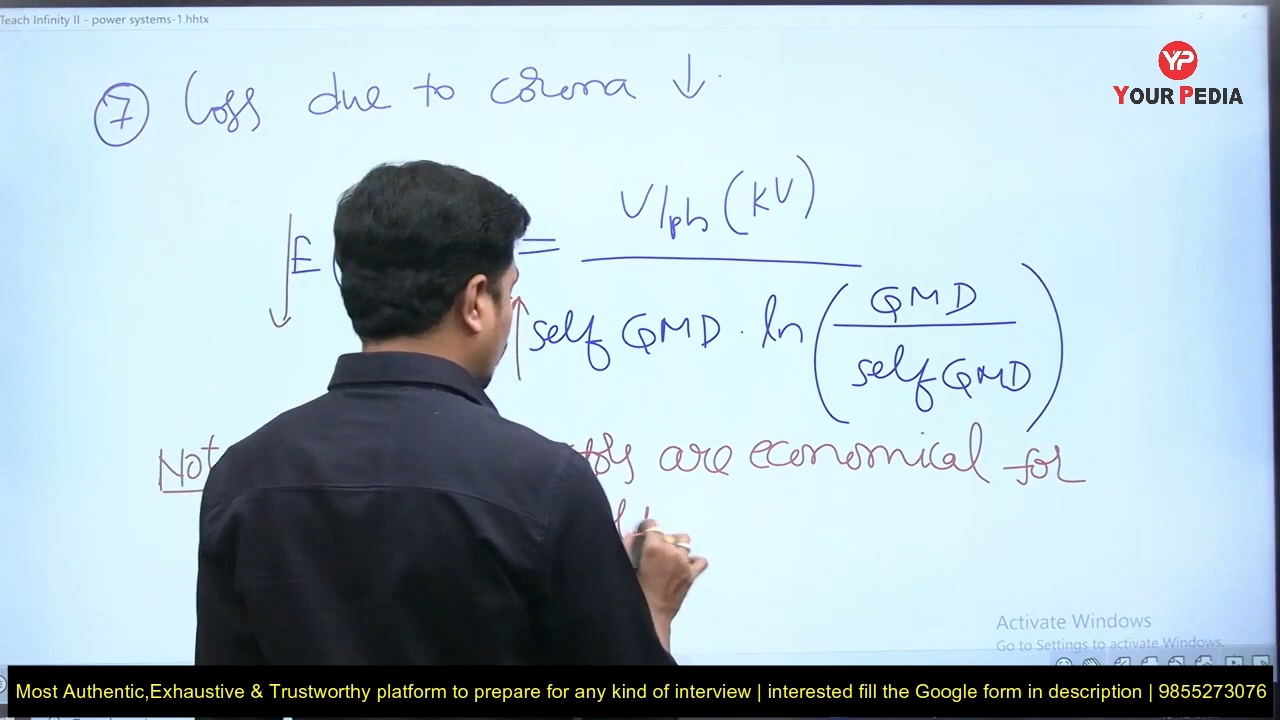 Teach Infinity II - power systems-1.hhtx
YP
YOUR PEDIA
7 Loss due to corona ↓
↓ E = V/ph (kV)
↑ self GMD . ln ( GMD
self GMD )
Not are economical for
Activate Windows
Go to Settings to activate Windows.
Most Authentic,Exhaustive & Trustworthy platform to prepare for any kind of interview | interested fill the Google form in description | 9855273076